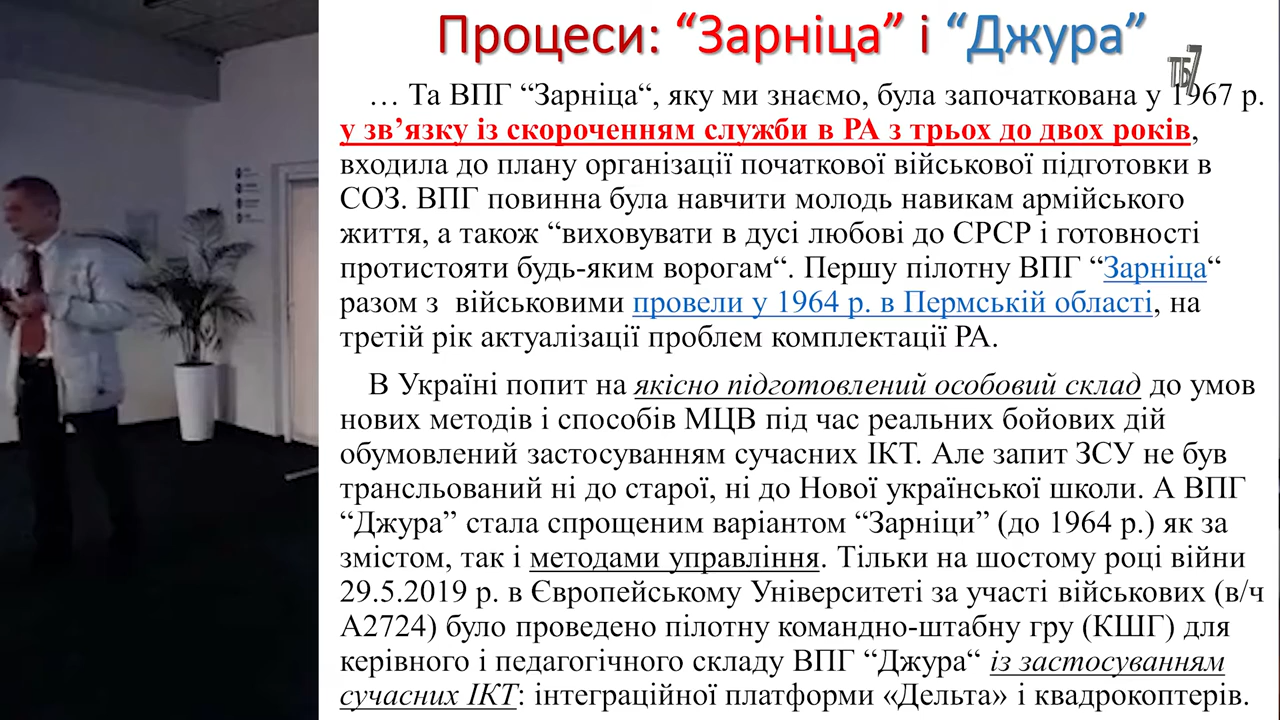 Процеси: “Зарніца” і “Джура”
ТБ7
… Та ВПГ “Зарніца“, яку ми знаємо, була започаткована у 1967 р.
у зв’язку із скороченням служби в РА з трьох до двох років,
входила до плану організації початкової військової підготовки в
СОЗ. ВПГ повинна була навчити молодь навикам армійського
життя, а також “виховувати в дусі любові до СРСР і готовності
протистояти будь-яким ворогам“. Першу пілотну ВПГ “Зарніца“
разом з військовими провели у 1964 р. в Пермській області, на
третій рік актуалізації проблем комплектації РА.
В Україні попит на якісно підготовлений особовий склад до умов
нових методів і способів МЦВ під час реальних бойових дій
обумовлений застосуванням сучасних ІКТ. Але запит ЗСУ не був
трансльований ні до старої, ні до Нової української школи. А ВПГ
“Джура” стала спрощеним варіантом “Зарніци” (до 1964 р.) як за
змістом, так і методами управління. Тільки на шостому році війни
29.5.2019 р. в Європейському Університеті за участі військових (в/ч
А2724) було проведено пілотну командно-штабну гру (КШГ) для
керівного і педагогічного складу ВПГ “Джура“ із застосуванням
сучасних ІКТ: інтеграційної платформи «Дельта» і квадрокоптерів.